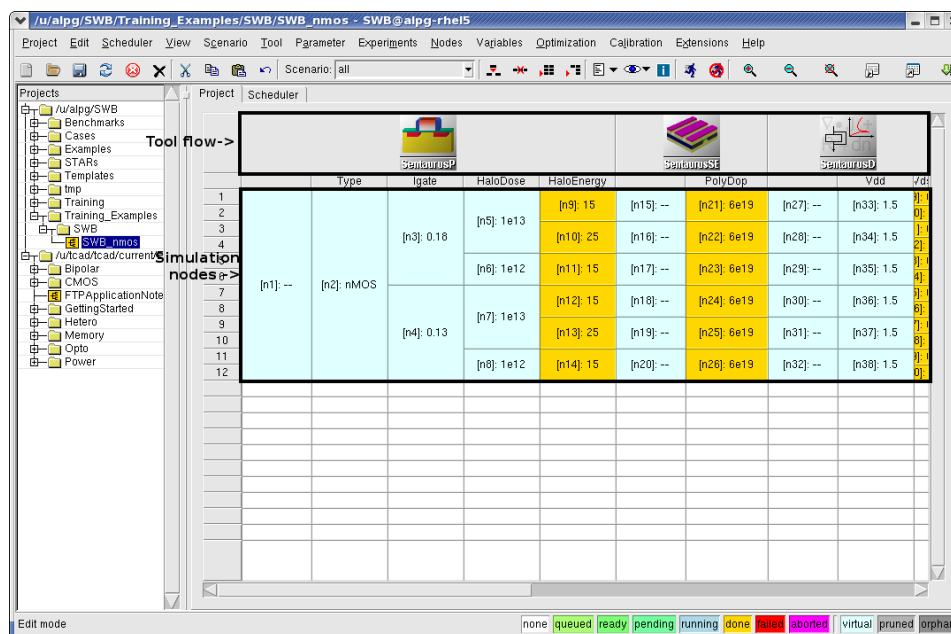 /u/alpg/SWB/Training_Examples/SWB/SWB_nmos - SWB@alpg-rhel5
Project Edit Scheduler View Scenario Tool Parameter Experiments Nodes Variables Optimization Calibration Extensions Help
Scenario: all
Projects
/u/alpg/SWB
Benchmarks
Cases
Examples
STARs
Templates
tmp
Training
Training_Examples
SWB
SWB_nmos
/u/tcad/tcad/current/
Bipolar
CMOS
FTPApplicationNote
GettingStarted
Hetero
Memory
Opto
Power
Project Scheduler
Tool flow->
SentaurusP SentaurusSE SentaurusD
Type lgate HaloDose HaloEnergy PolyDop Vdd Vds
Simulation
nodes->
1
2
3
4
7
8
9
10
11
12
[n1]: --
[n2]: nMOS
[n3]: 0.18
[n4]: 0.13
[n5]: 1e13
[n6]: 1e12
[n7]: 1e13
[n8]: 1e12
[n9]: 15 [n15]: -- [n21]: 6e19 [n27]: -- [n33]: 1.5
[n10]: 25 [n16]: -- [n22]: 6e19 [n28]: -- [n34]: 1.5
[n11]: 15 [n17]: -- [n23]: 6e19 [n29]: -- [n35]: 1.5
[n12]: 15 [n18]: -- [n24]: 6e19 [n30]: -- [n36]: 1.5
[n13]: 25 [n19]: -- [n25]: 6e19 [n31]: -- [n37]: 1.5
[n14]: 15 [n20]: -- [n26]: 6e19 [n32]: -- [n38]: 1.5
Edit mode
none queued ready pending running done failed aborted virtual pruned orphan